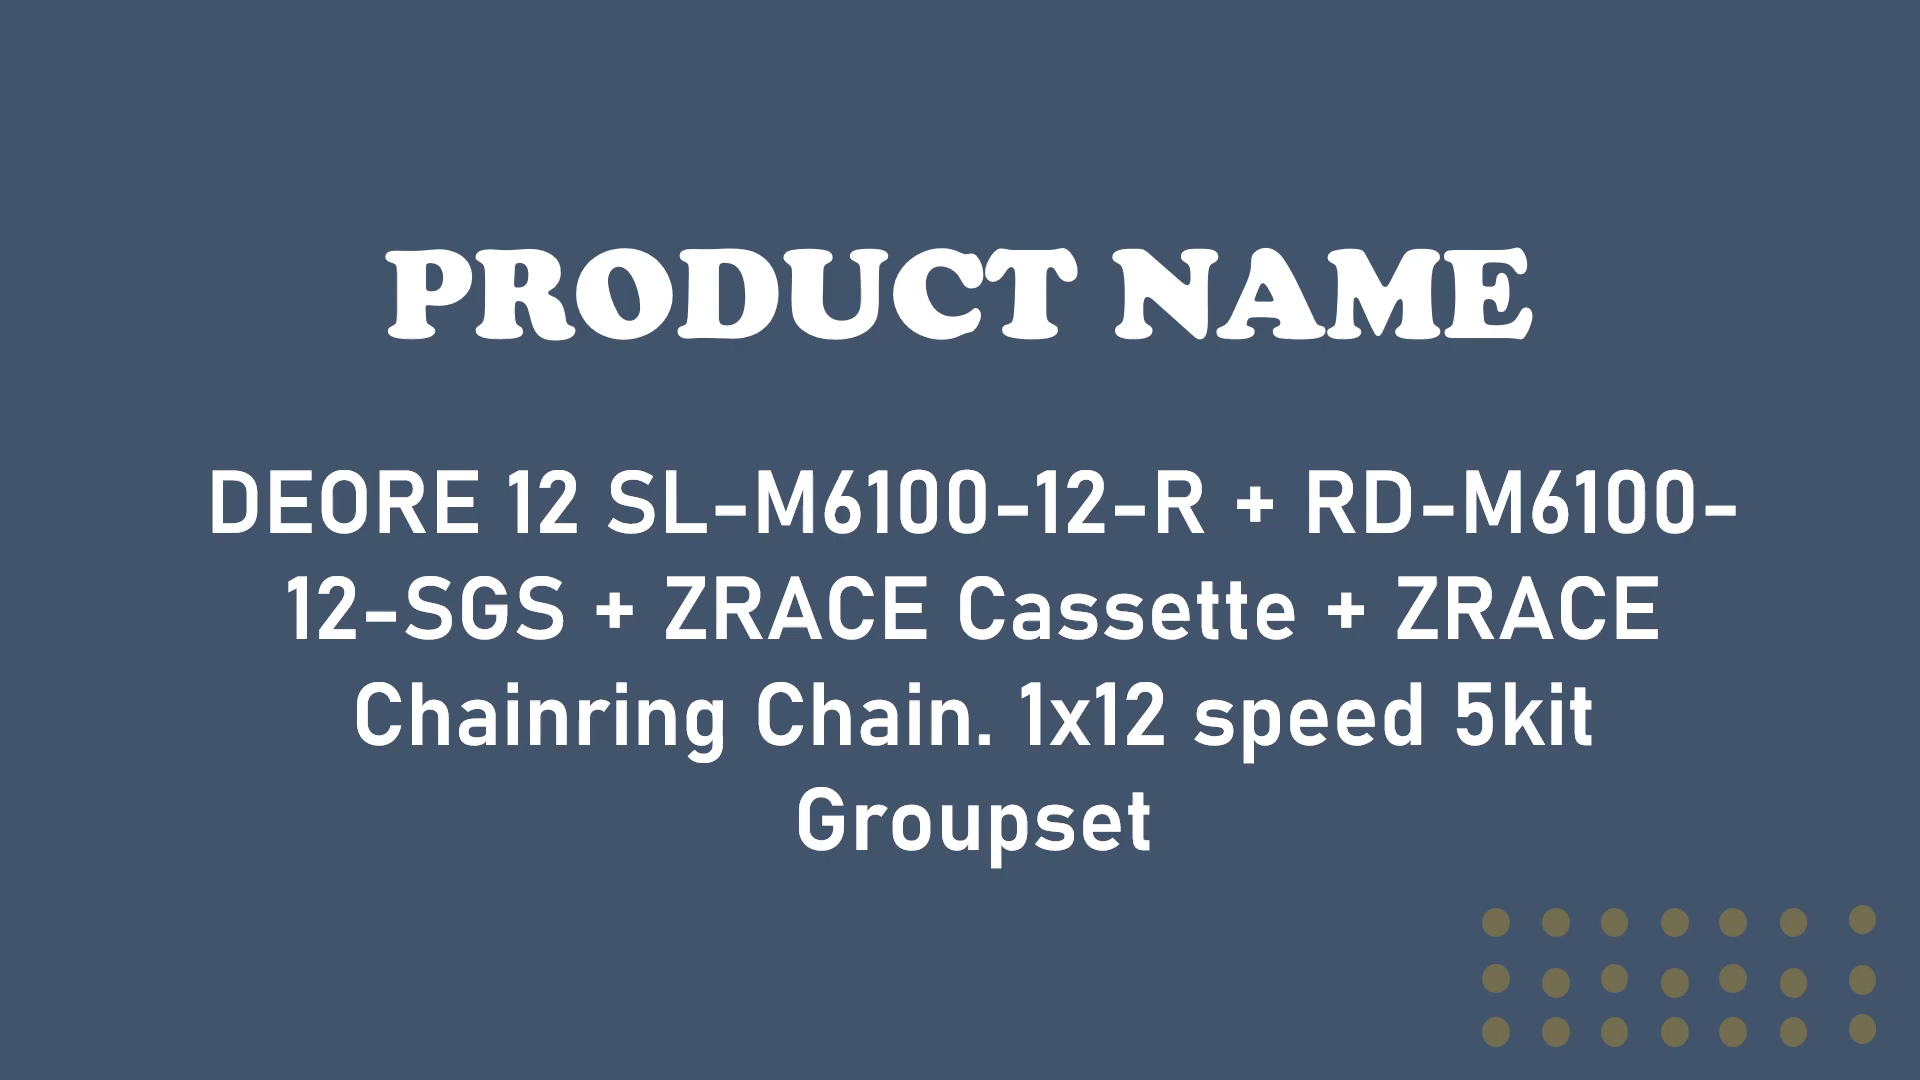 PRODUCT NAME
DEORE 12 SL-M6100-12-R + RD-M6100-
12-SGS + ZRACE Cassette + ZRACE
Chainring Chain. 1x12 speed 5kit
Groupset